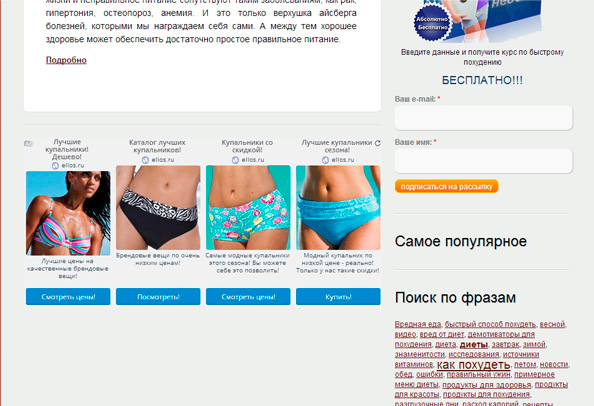 жизни и неправильное питание сопутствуют таким заболеваниям, как рак,
гипертония, остеопороз, анемия. И это только верхушка айсберга
болезней, которыми мы награждаем себя сами. А между тем хорошее
здоровье может обеспечить достаточно простое правильное питание.
Подробно
Лучшие
купальники!
Дешево!
ellos.ru
Лучшие цены на
качественные брендовые
вещи!
Смотреть цены!
Каталог лучших
купальников!
ellos.ru
Брендовые вещи по очень
низким ценам!
Посмотреть!
Купальники со
скидкой!
ellos.ru
Самые модные купальники
этого сезона! Вы можете
себе это позволить!
Смотреть цены!
Лучшие купальники
сезона!
ellos.ru
Модный купальник по
низкой цене - реально!
Только у нас такие скидки!
Купить!
Абсолютно
Бесплатно
Введите данные и получите курс по быстрому
похудению
БЕСПЛАТНО!!!
Ваш e-mail: *
Ваше имя: *
подписаться на рассылку
Самое популярное
Поиск по фразам
Вредная еда, быстрый способ похудеть, весной,
видео, вред от диет, демотиваторы для
похудения, диета, диеты, завтрак, зимой,
знаменитости, исследования, источники
витаминов, как похудеть, летом, новости,
обед, ошибки, правильный ужин, примерное
меню диеты, продукты для здоровья, продукты
для красоты, продукты для похудения,
разгрузочные дни, расход калорий, рецепты